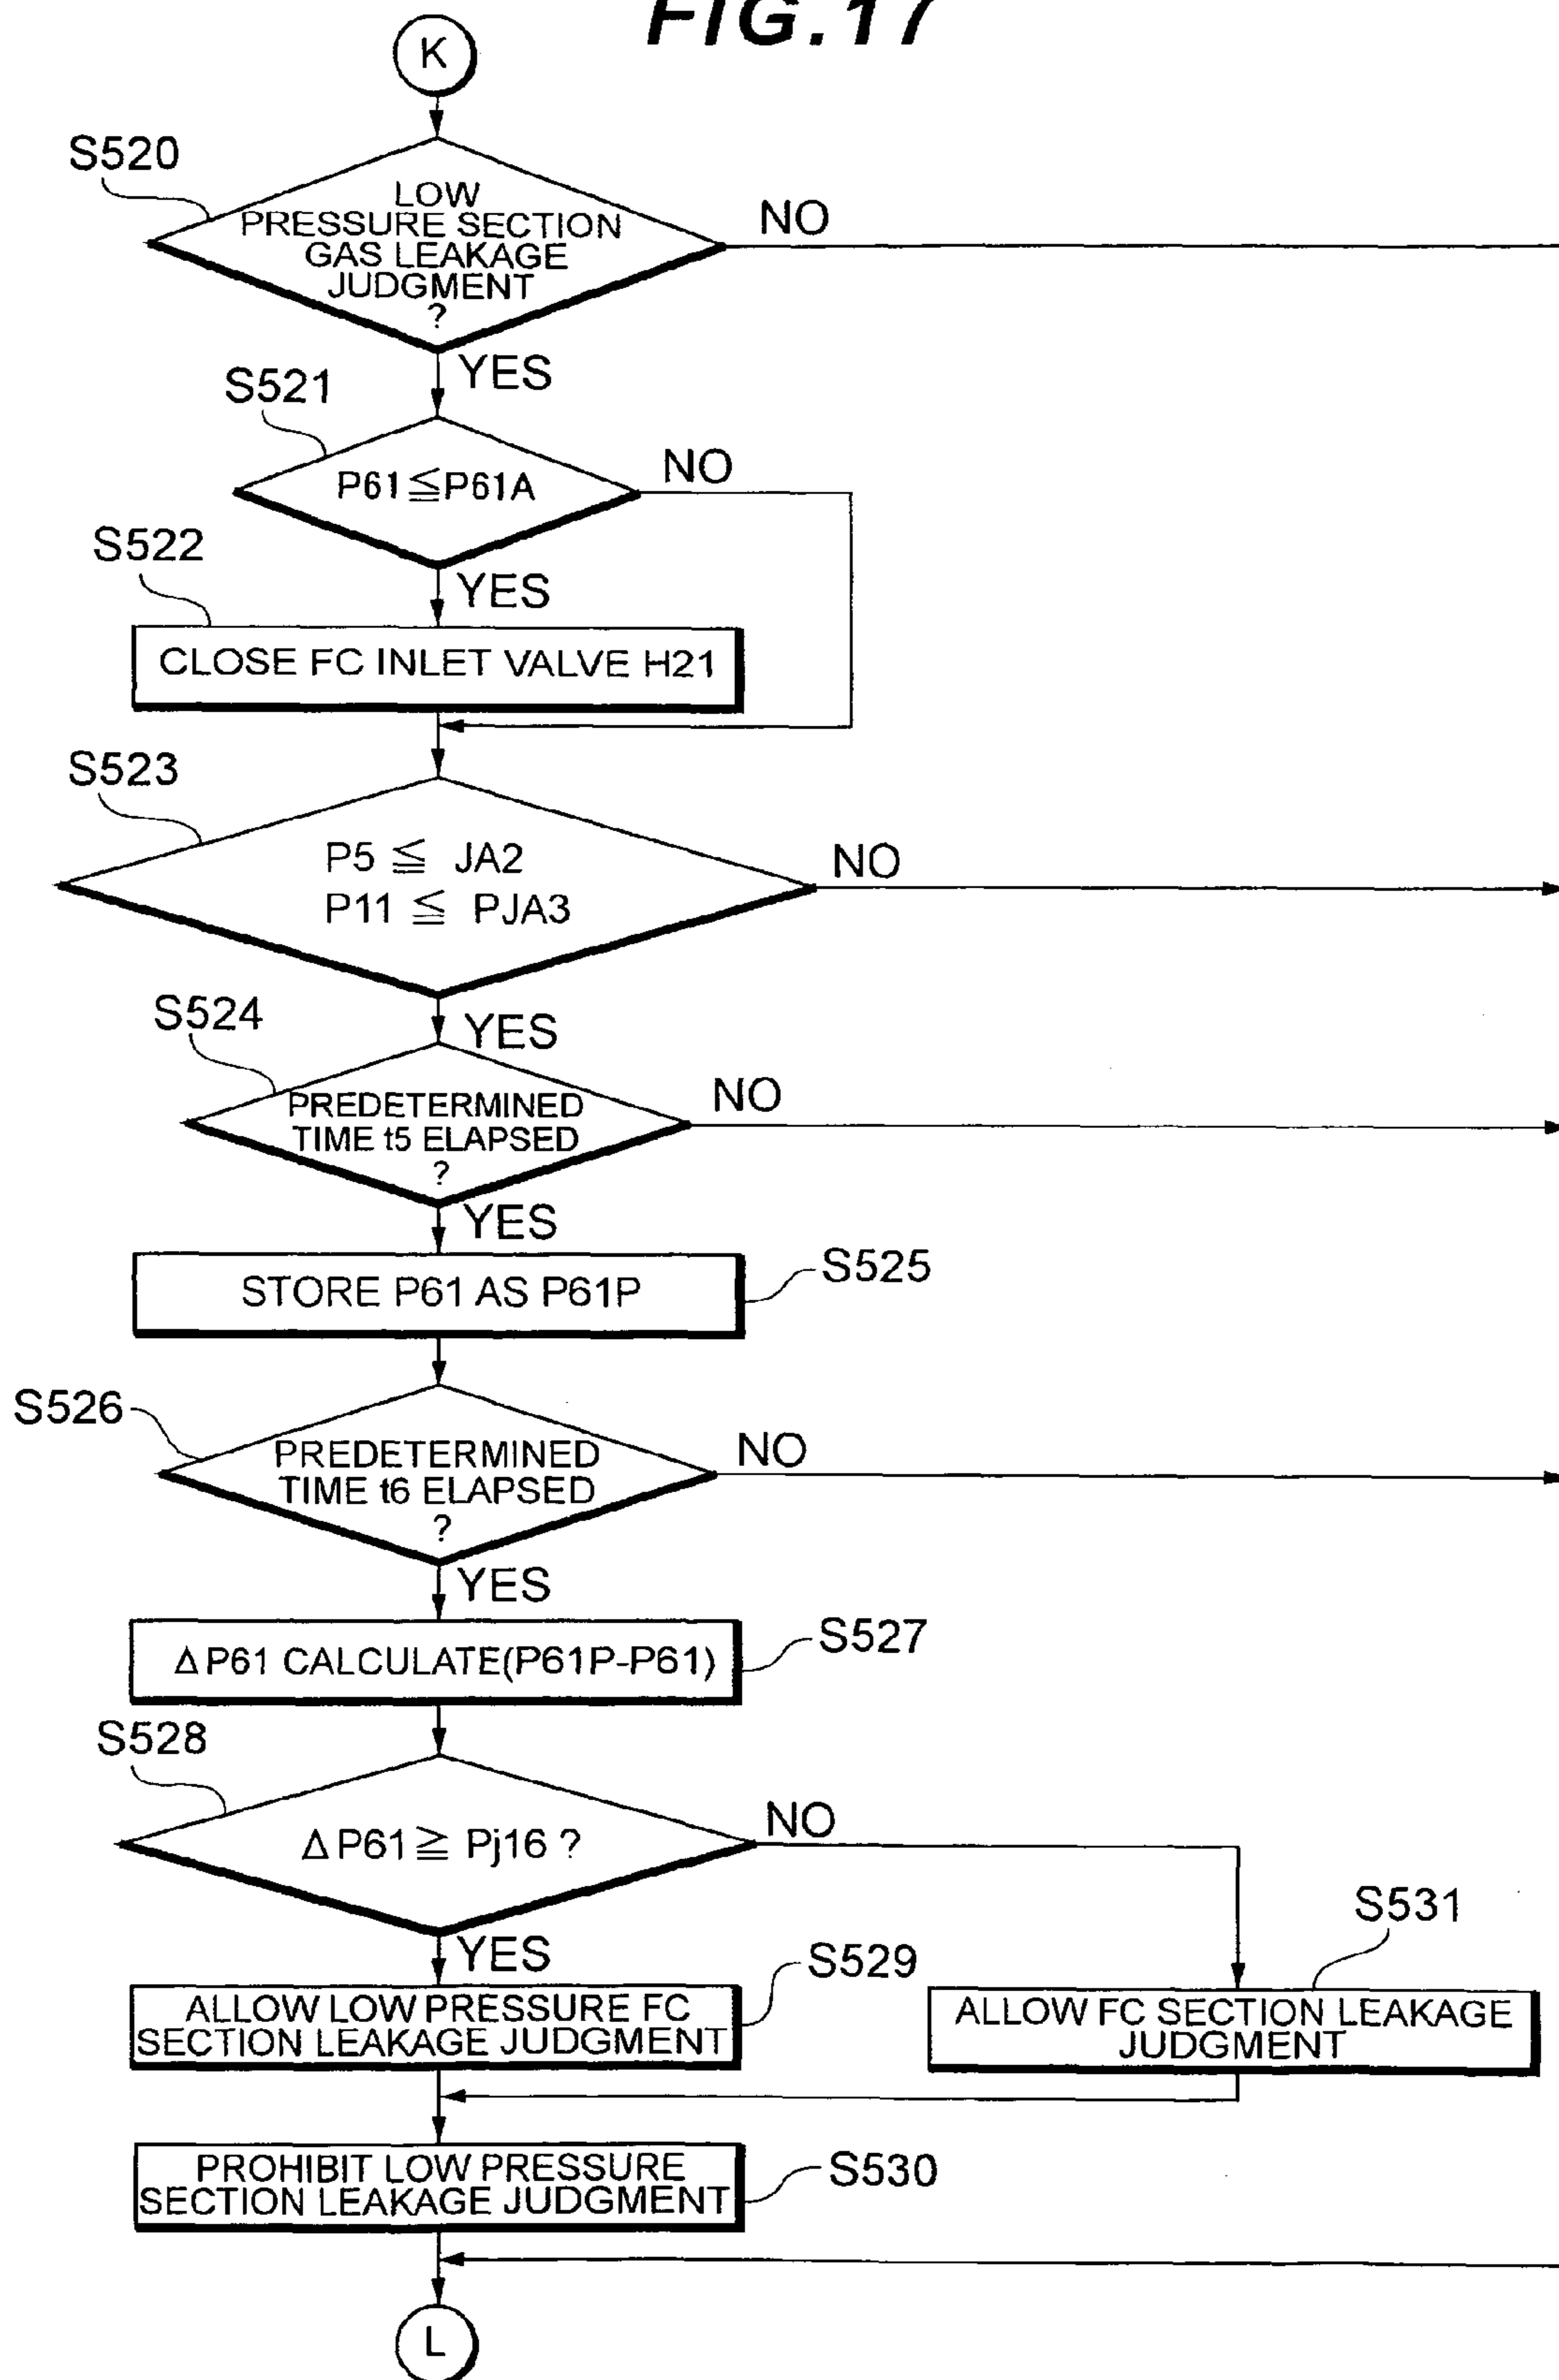 FIG.17
K
S520
LOW
PRESSURE SECTION
GAS LEAKAGE
JUDGMENT
?
NO
YES
S521
P61≦P61A
NO
YES
S522
CLOSE FC INLET VALVE H21
S523
P5 ≦ JA2
P11 ≦ PJA3
NO
YES
S524
PREDETERMINED
TIME t5 ELAPSED
?
NO
YES
STORE P61 AS P61P
S525
S526
PREDETERMINED
TIME t6 ELAPSED
?
NO
YES
ΔP61 CALCULATE(P61P-P61)
S527
S528
ΔP61 ≧ Pj16 ?
NO
YES
S529
ALLOW LOW PRESSURE FC
SECTION LEAKAGE JUDGMENT
S531
ALLOW FC SECTION LEAKAGE
JUDGMENT
PROHIBIT LOW PRESSURE
SECTION LEAKAGE JUDGMENT
S530
L